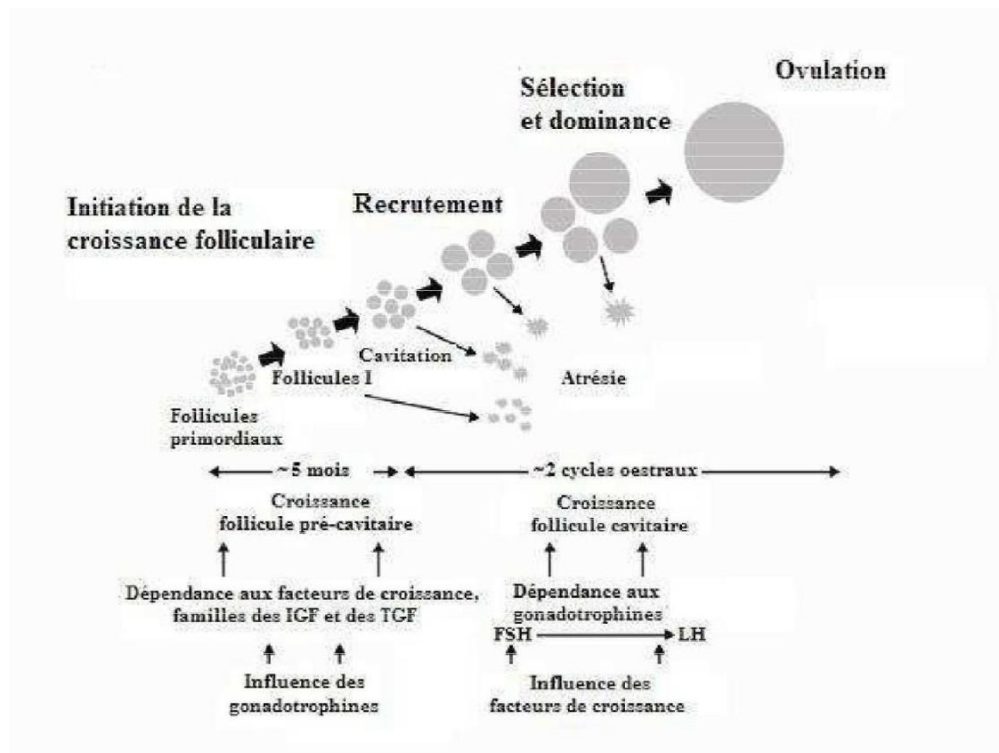 Ovulation
Sélection
et dominance
Recrutement
Initiation de la
croissance folliculaire
Cavitation
Follicules I
Atrésie
Follicules
primordiaux
~5 mois
~2 cycles oestraux
Croissance
follicule pré-cavitaire
Croissance
follicule cavitaire
Dépendance aux facteurs de croissance,
familles des IGF et des TGF
Dépendance aux
gonadotrophines
FSH
LH
Influence des
gonadotrophines
Influence des
facteurs de croissance